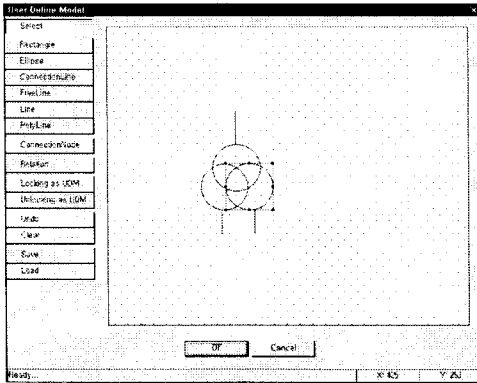 User Define Model
Select
Rectangle
Ellipse
ConnectionLine
FreeLine
Line
PolyLine
ConnectionNode
Rotation
Locking as UDM
Unlocking as UDM
Undo
Clear
Save
Load
Cancel
Ready...